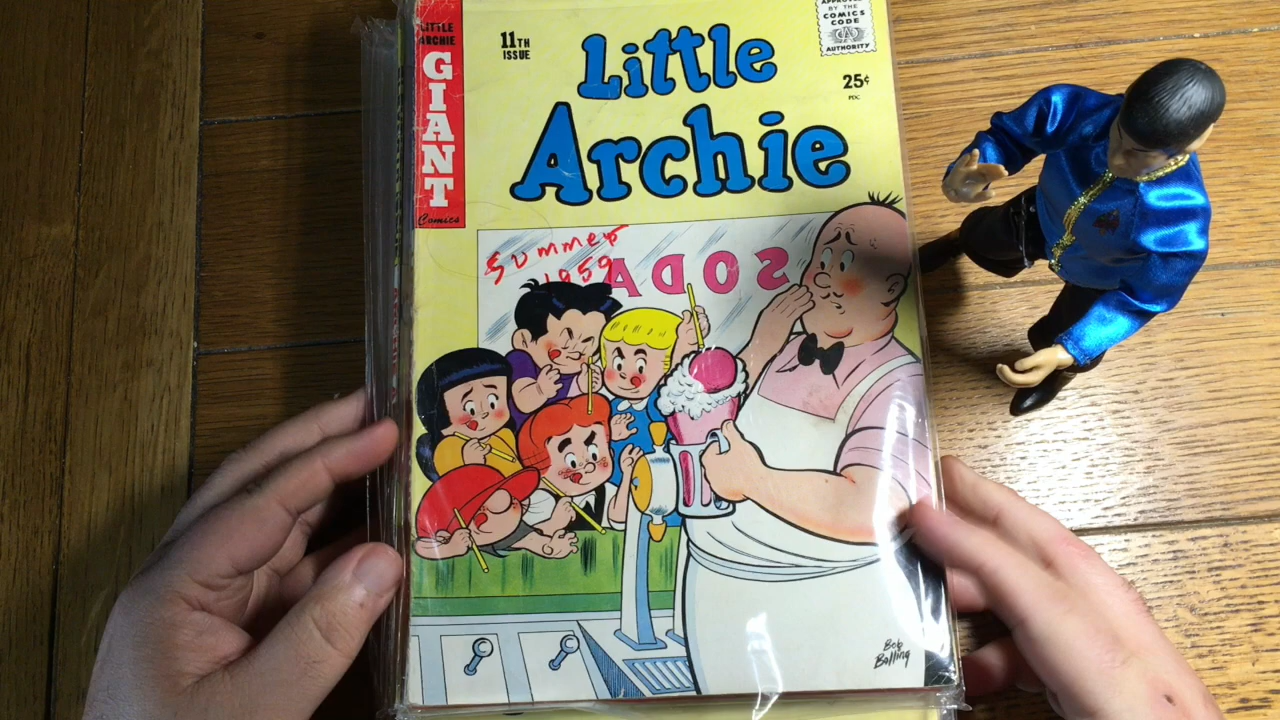 LITTLE
ARCHIE
GIANT
Comics
11TH
ISSUE
Little
Archie
APPROVED
BY THE
COMICS
CODE
AUTHORITY
25¢
PDC
Summer
1959
SODA
Bob
Bolling